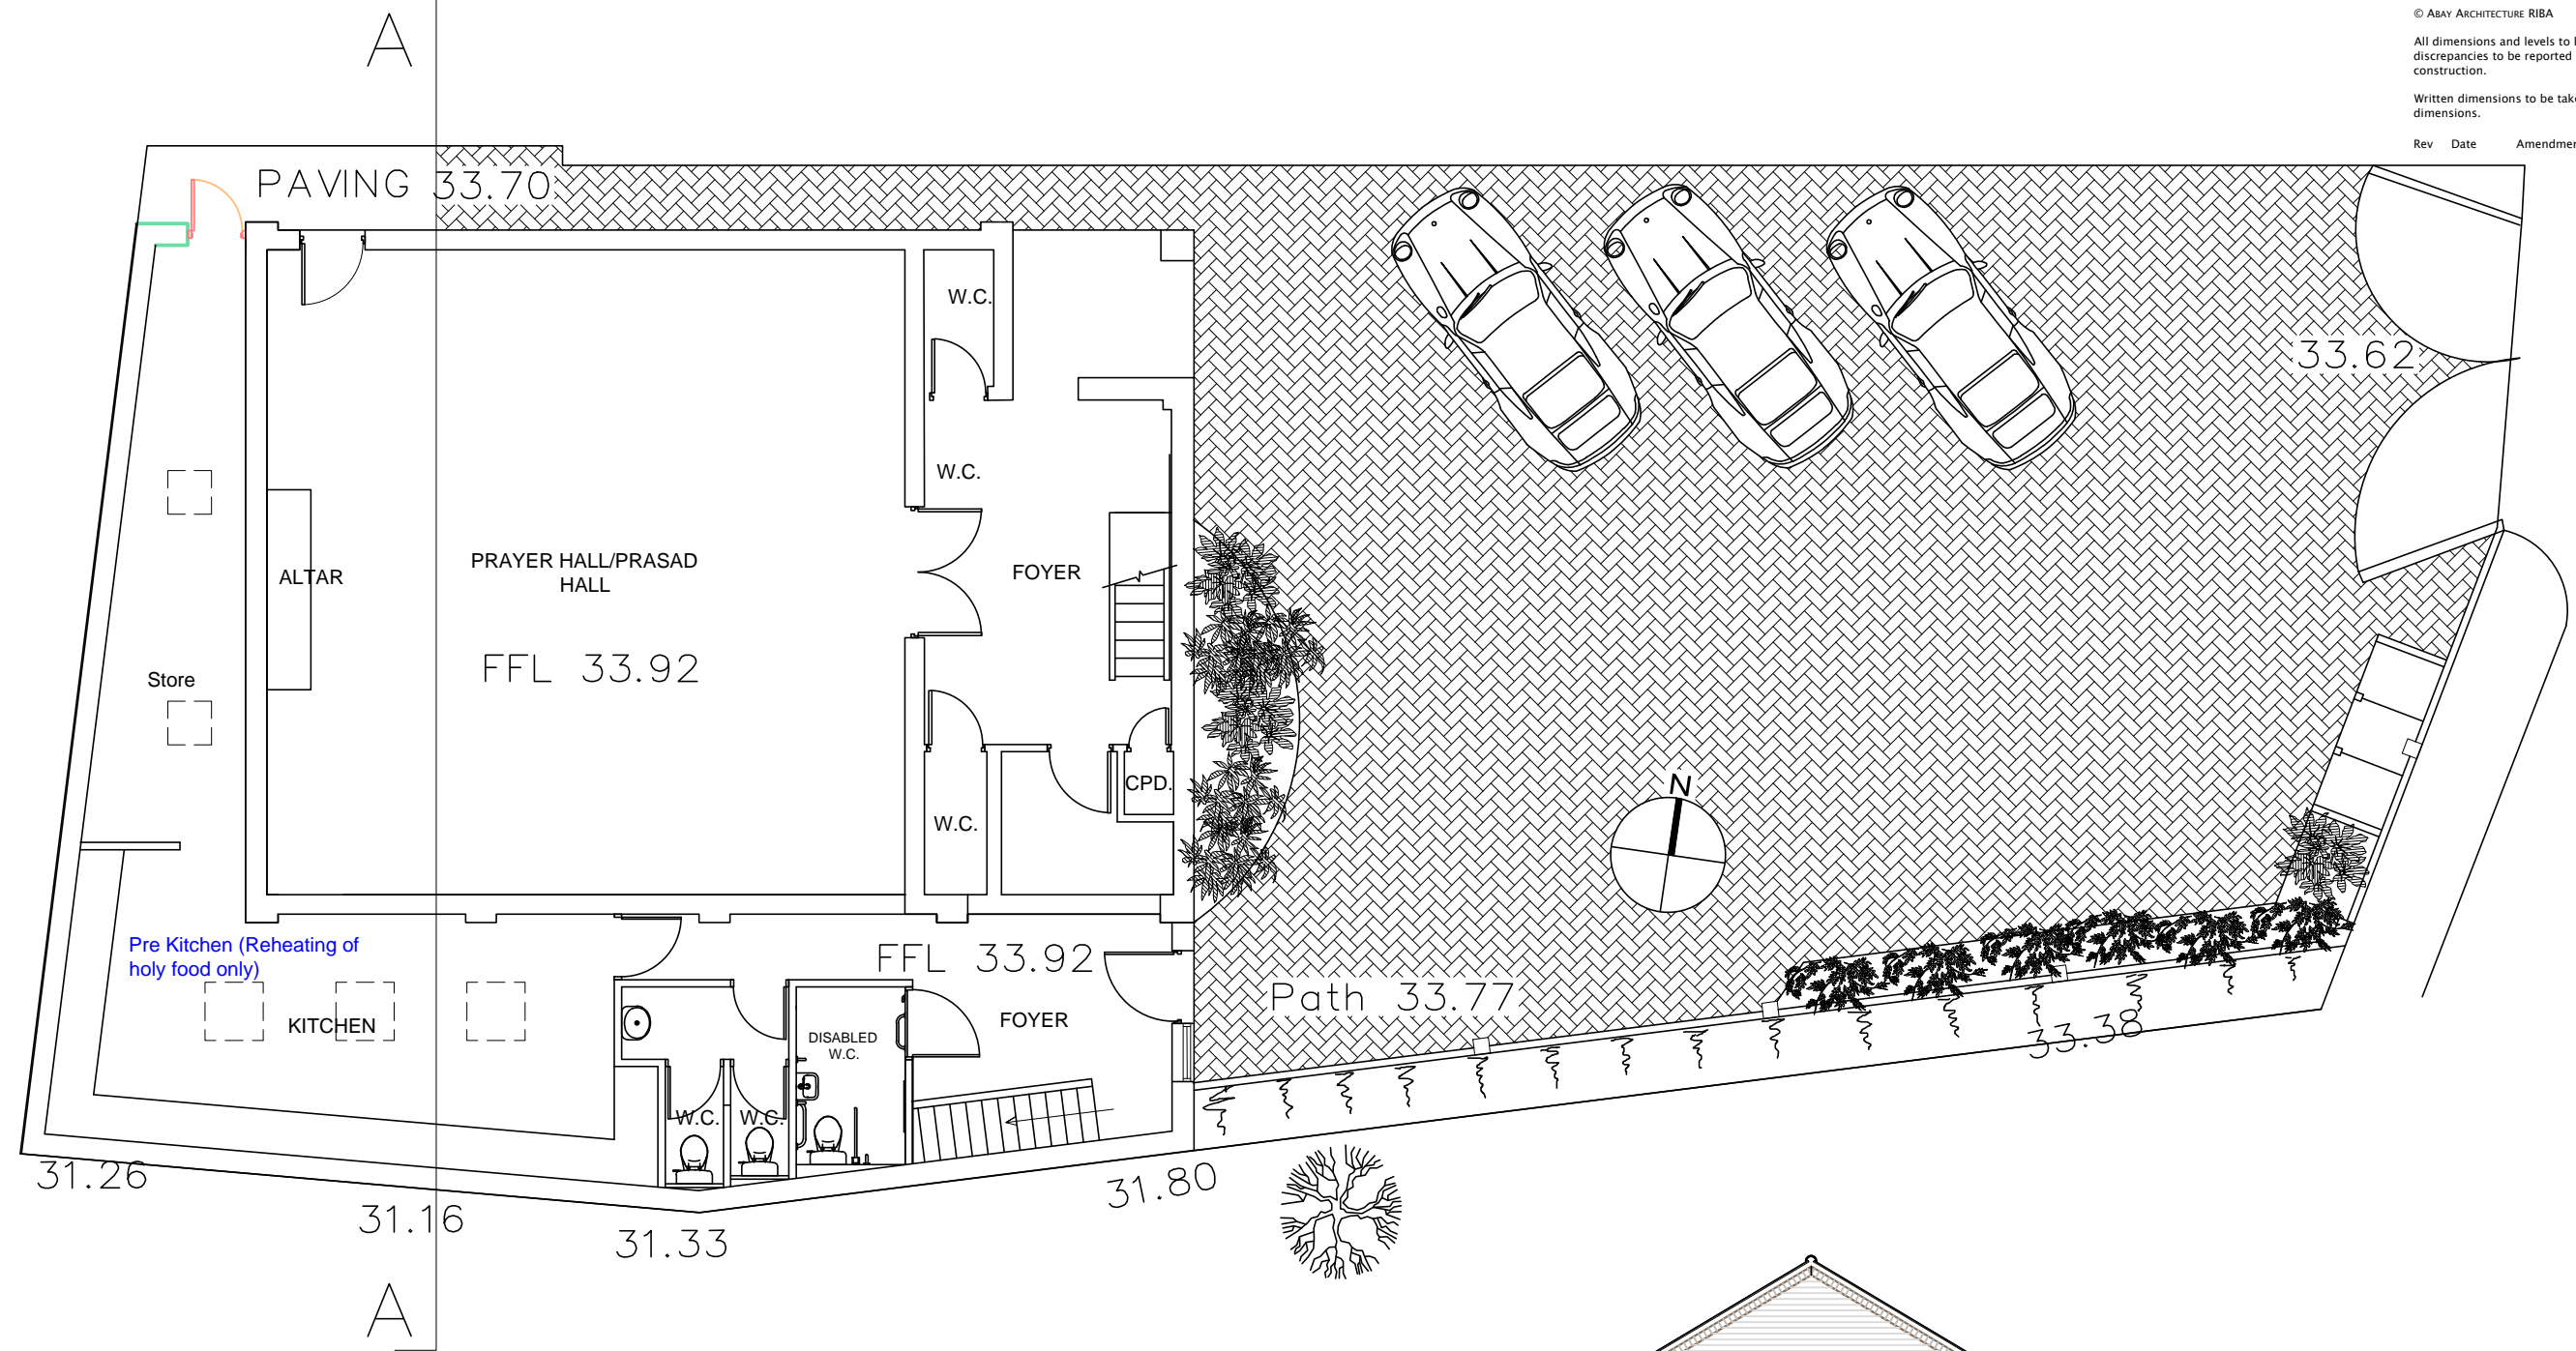 © ABAY ARCHITECTURE RIBA
All dimensions and levels to
discrepancies to be reported
construction.
Written dimensions to be
dimensions.
Rev Date
A
PAVING 33.70
W.C.
33.62
W.C.
PRAYER HALL/PRASAD
HALL
ALTAR
FOYER
FFL 33.92
Store
CPD.
N
W.C.
Pre Kitchen (Reheating of
holy food only)
FFL 33.92
Path 33.77
KITCHEN
FOYER
DISABLED
W.C.
33.38
W.C.
W.C.
31.26
31.80
31.16
31.33
A